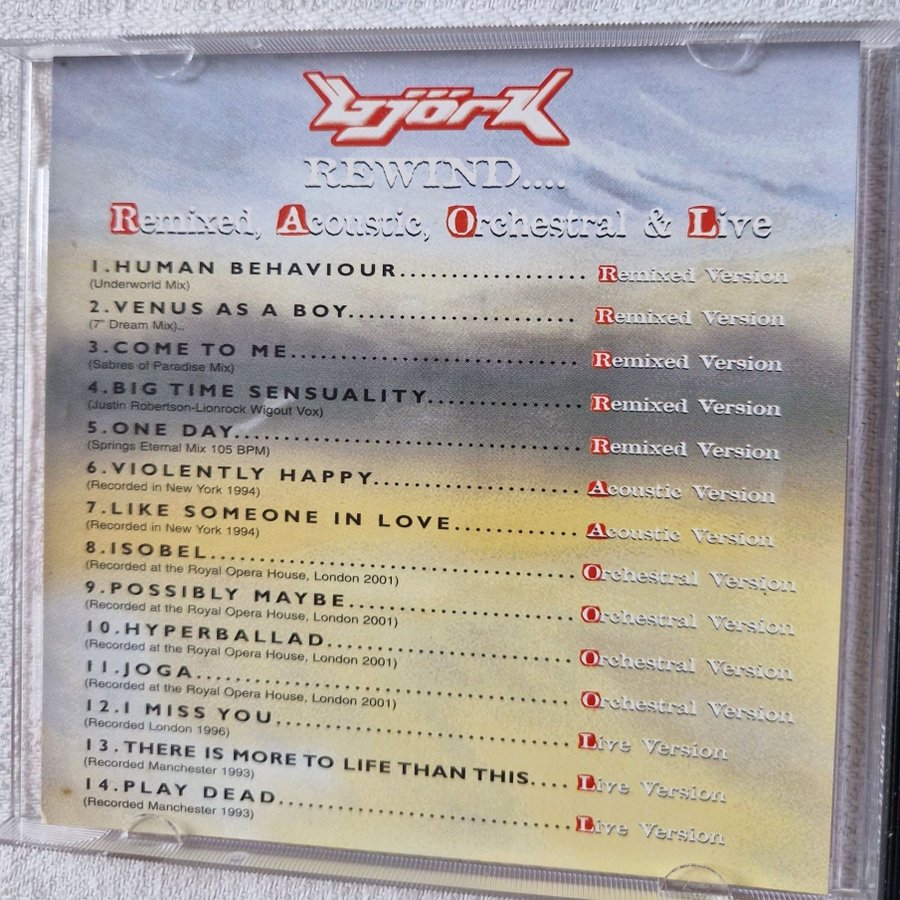 björk
REWIND....
Remixed, Acoustic, Orchestral & Live
1.HUMAN BEHAVIOUR.................. Remixed Version
(Underworld Mix)
2.VENUS AS A BOY...................... Remixed Version
(7" Dream Mix)..
3.COME TO ME............................ Remixed Version
(Sabres of Paradise Mix)
4.BIG TIME SENSUALITY............... Remixed Version
(Justin Robertson-Lionrock Wigout Vox)
5.ONE DAY.................................. Remixed Version
(Springs Eternal Mix 105 BPM)
6.VIOLENTLY HAPPY..................... Acoustic Version
(Recorded in New York 1994)
7.LIKE SOMEONE IN LOVE............ Acoustic Version
(Recorded in New York 1994)
8.ISOBEL.................................... Orchestral Version
(Recorded at the Royal Opera House, London 2001)
9.POSSIBLY MAYBE....................... Orchestral Version
(Recorded at the Royal Opera House, London 2001)
10.HYPERBALLAD......................... Orchestral Version
(Recorded at the Royal Opera House, London 2001)
11.JOGA...................................... Orchestral Version
(Recorded at the Royal Opera House, London 2001)
12.I MISS YOU............................. Live Version
(Recorded London 1996)
13.THERE IS MORE TO LIFE THAN THIS.... Live Version
(Recorded Manchester 1993)
14.PLAY DEAD............................. Live Version
(Recorded Manchester 1993)